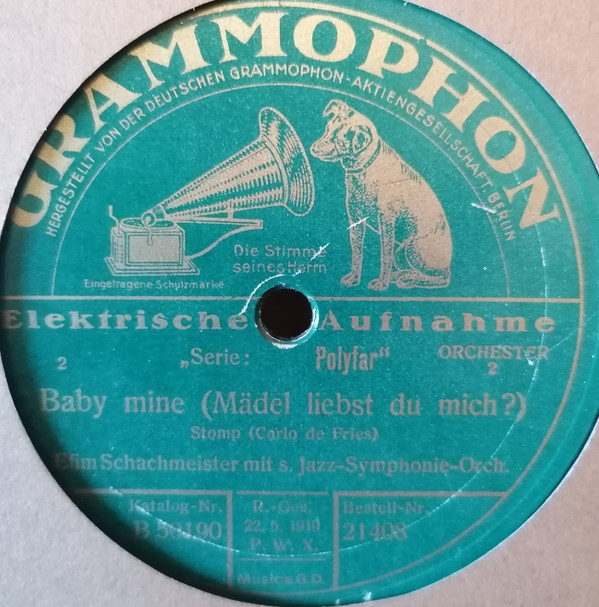 GRAMMOPHON
HERGESTELLT VON DER DEUTSCHEN GRAMMOPHON-AKTIENGESELLSCHAFT. BERLIN
Die Stimme
seines Herrn
Eingetragene Schutzmarke
Elektrische Aufnahme
2 „Serie: Polyfar“ ORCHESTER
2
Baby mine (Mädel liebst du mich?)
Stomp (Carlo de Fries)
Efim Schachmeister mit s. Jazz-Symphonie-Orch.
Katalog-Nr. R.-Ges. Bestell-Nr.
B 50190 22. 5. 1910 21408
P. W. X.
Musica G.D.